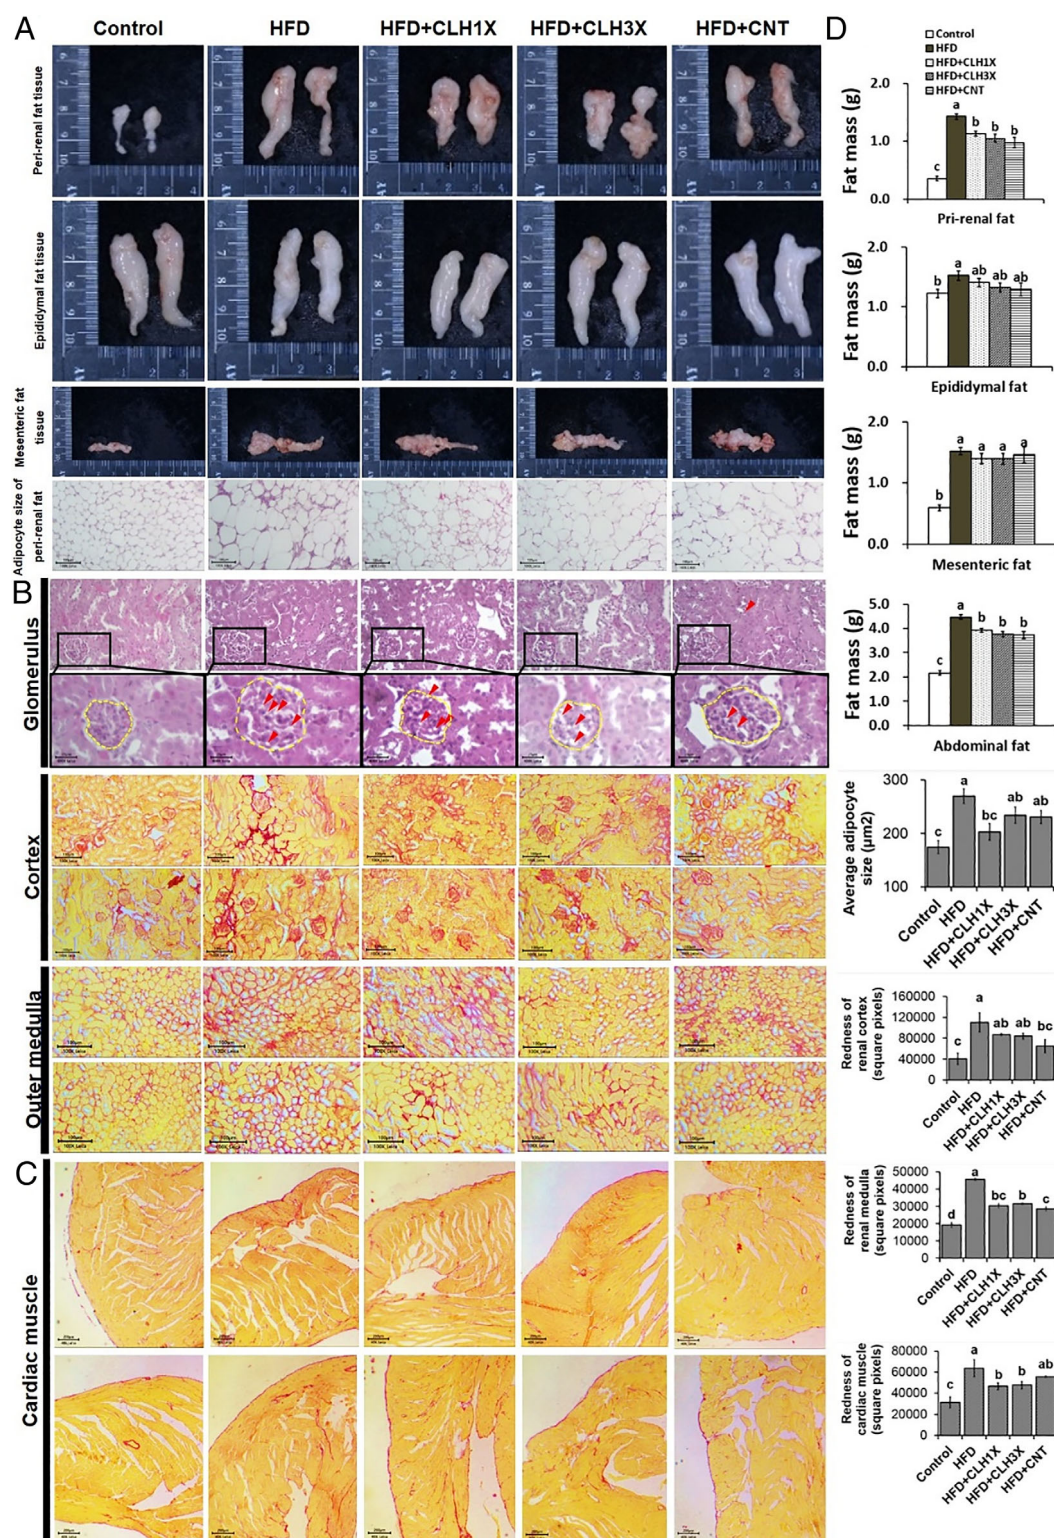 A
Control
HFD
HFD+CLH1X
HFD+CLH3X
HFD+CNT
Peri-renal fat tissue
Epididymal fat tissue
Mesenteric fat
tissue
Adipocyte size of
peri-renal fat
B
Glomerulus
Cortex
Outer medulla
C
Cardiac muscle
D
Control
HFD
HFD+CLH1X
HFD+CLH3X
HFD+CNT
Fat mass (g)
2.0
1.0
0.0
c
a
b
b
b
Pri-renal fat
Fat mass (g)
2.0
1.0
0.0
b
a
ab
ab
ab
Epididymal fat
Fat mass (g)
2.0
1.0
0.0
b
a
a
a
a
Mesenteric fat
Fat mass (g)
5.0
4.0
3.0
2.0
1.0
0.0
c
a
b
b
b
Abdominal fat
Average adipocyte
size (μm2)
300
200
100
c
a
bc
ab
ab
Control
HFD
HFD+CLH1X
HFD+CLH3X
HFD+CNT
Redness of
renal cortex
(square pixels)
160000
120000
80000
40000
0
c
a
ab
ab
bc
Control
HFD
HFD+CLH1X
HFD+CLH3X
HFD+CNT
Redness of
renal medulla
(square pixels)
50000
40000
30000
20000
10000
0
d
a
bc
b
c
Control
HFD
HFD+CLH1X
HFD+CLH3X
HFD+CNT
Redness of
cardiac muscle
(square pixels)
80000
60000
40000
20000
0
c
a
b
b
ab
Control
HFD
HFD+CLH1X
HFD+CLH3X
HFD+CNT